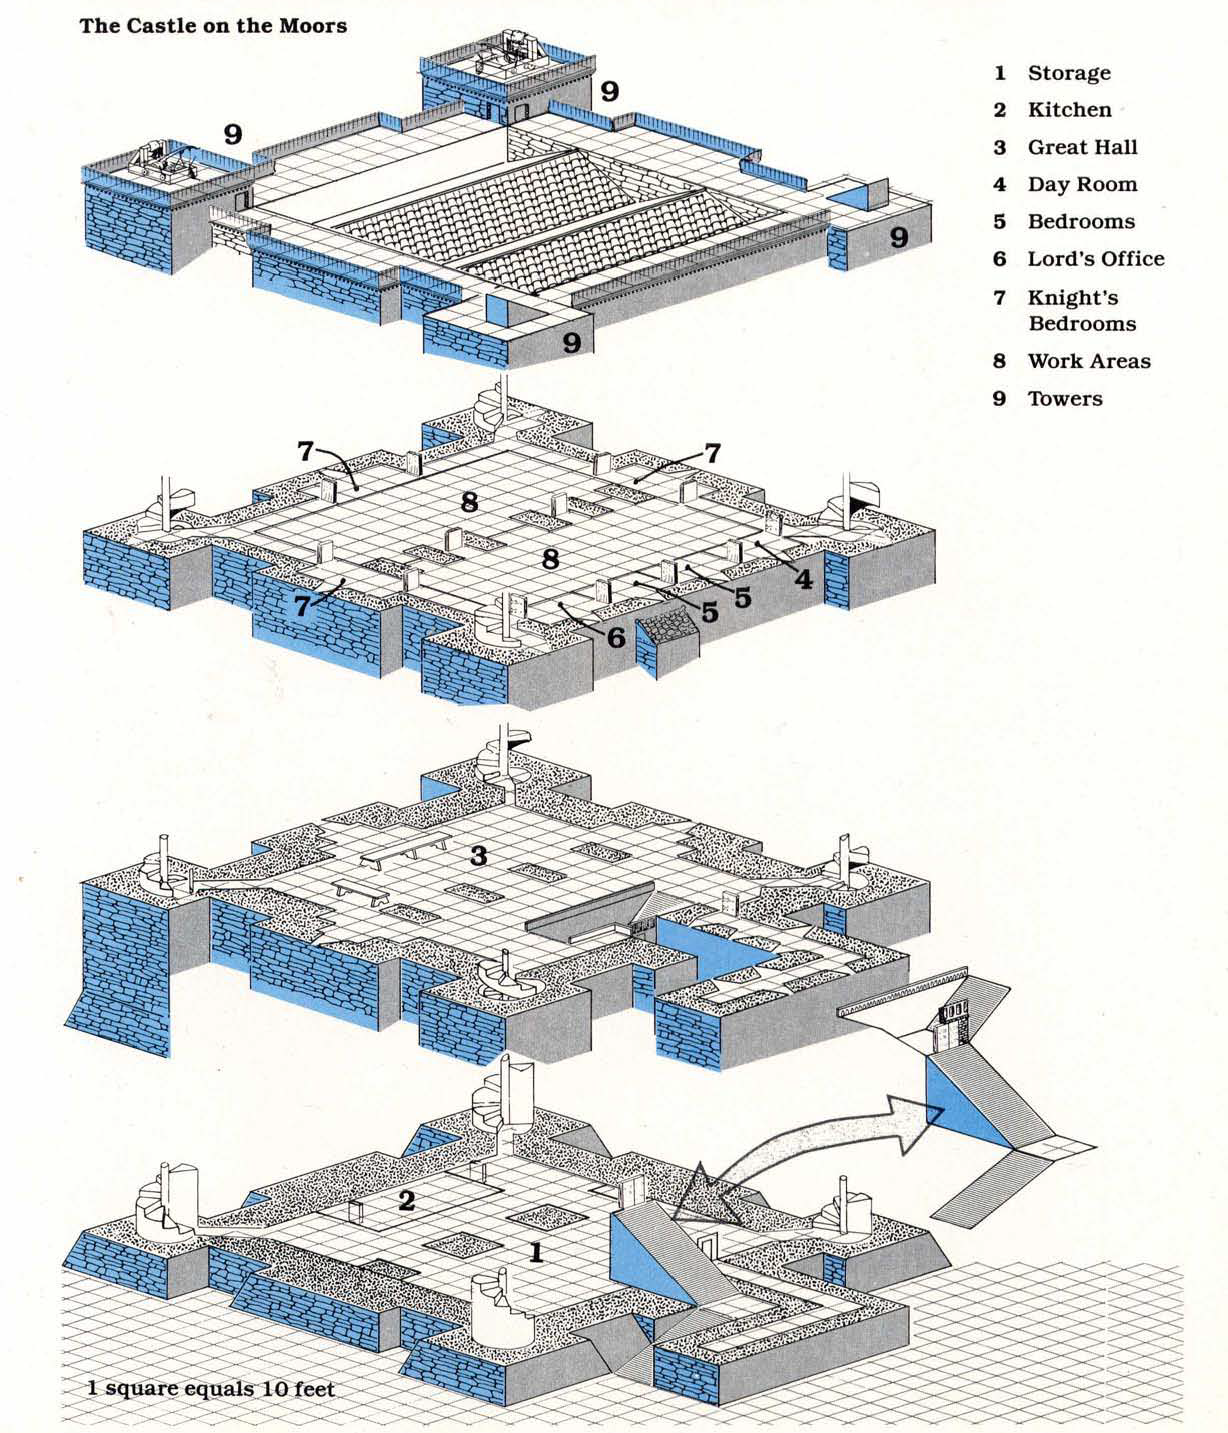 The Castle on the Moors
1 Storage
2 Kitchen
3 Great Hall
4 Day Room
5 Bedrooms
6 Lord's Office
7 Knight's
Bedrooms
8 Work Areas
9 Towers
9
9
9
9
7
7
8
8
4
5
5
7
6
3
2
1
1 square equals 10 feet